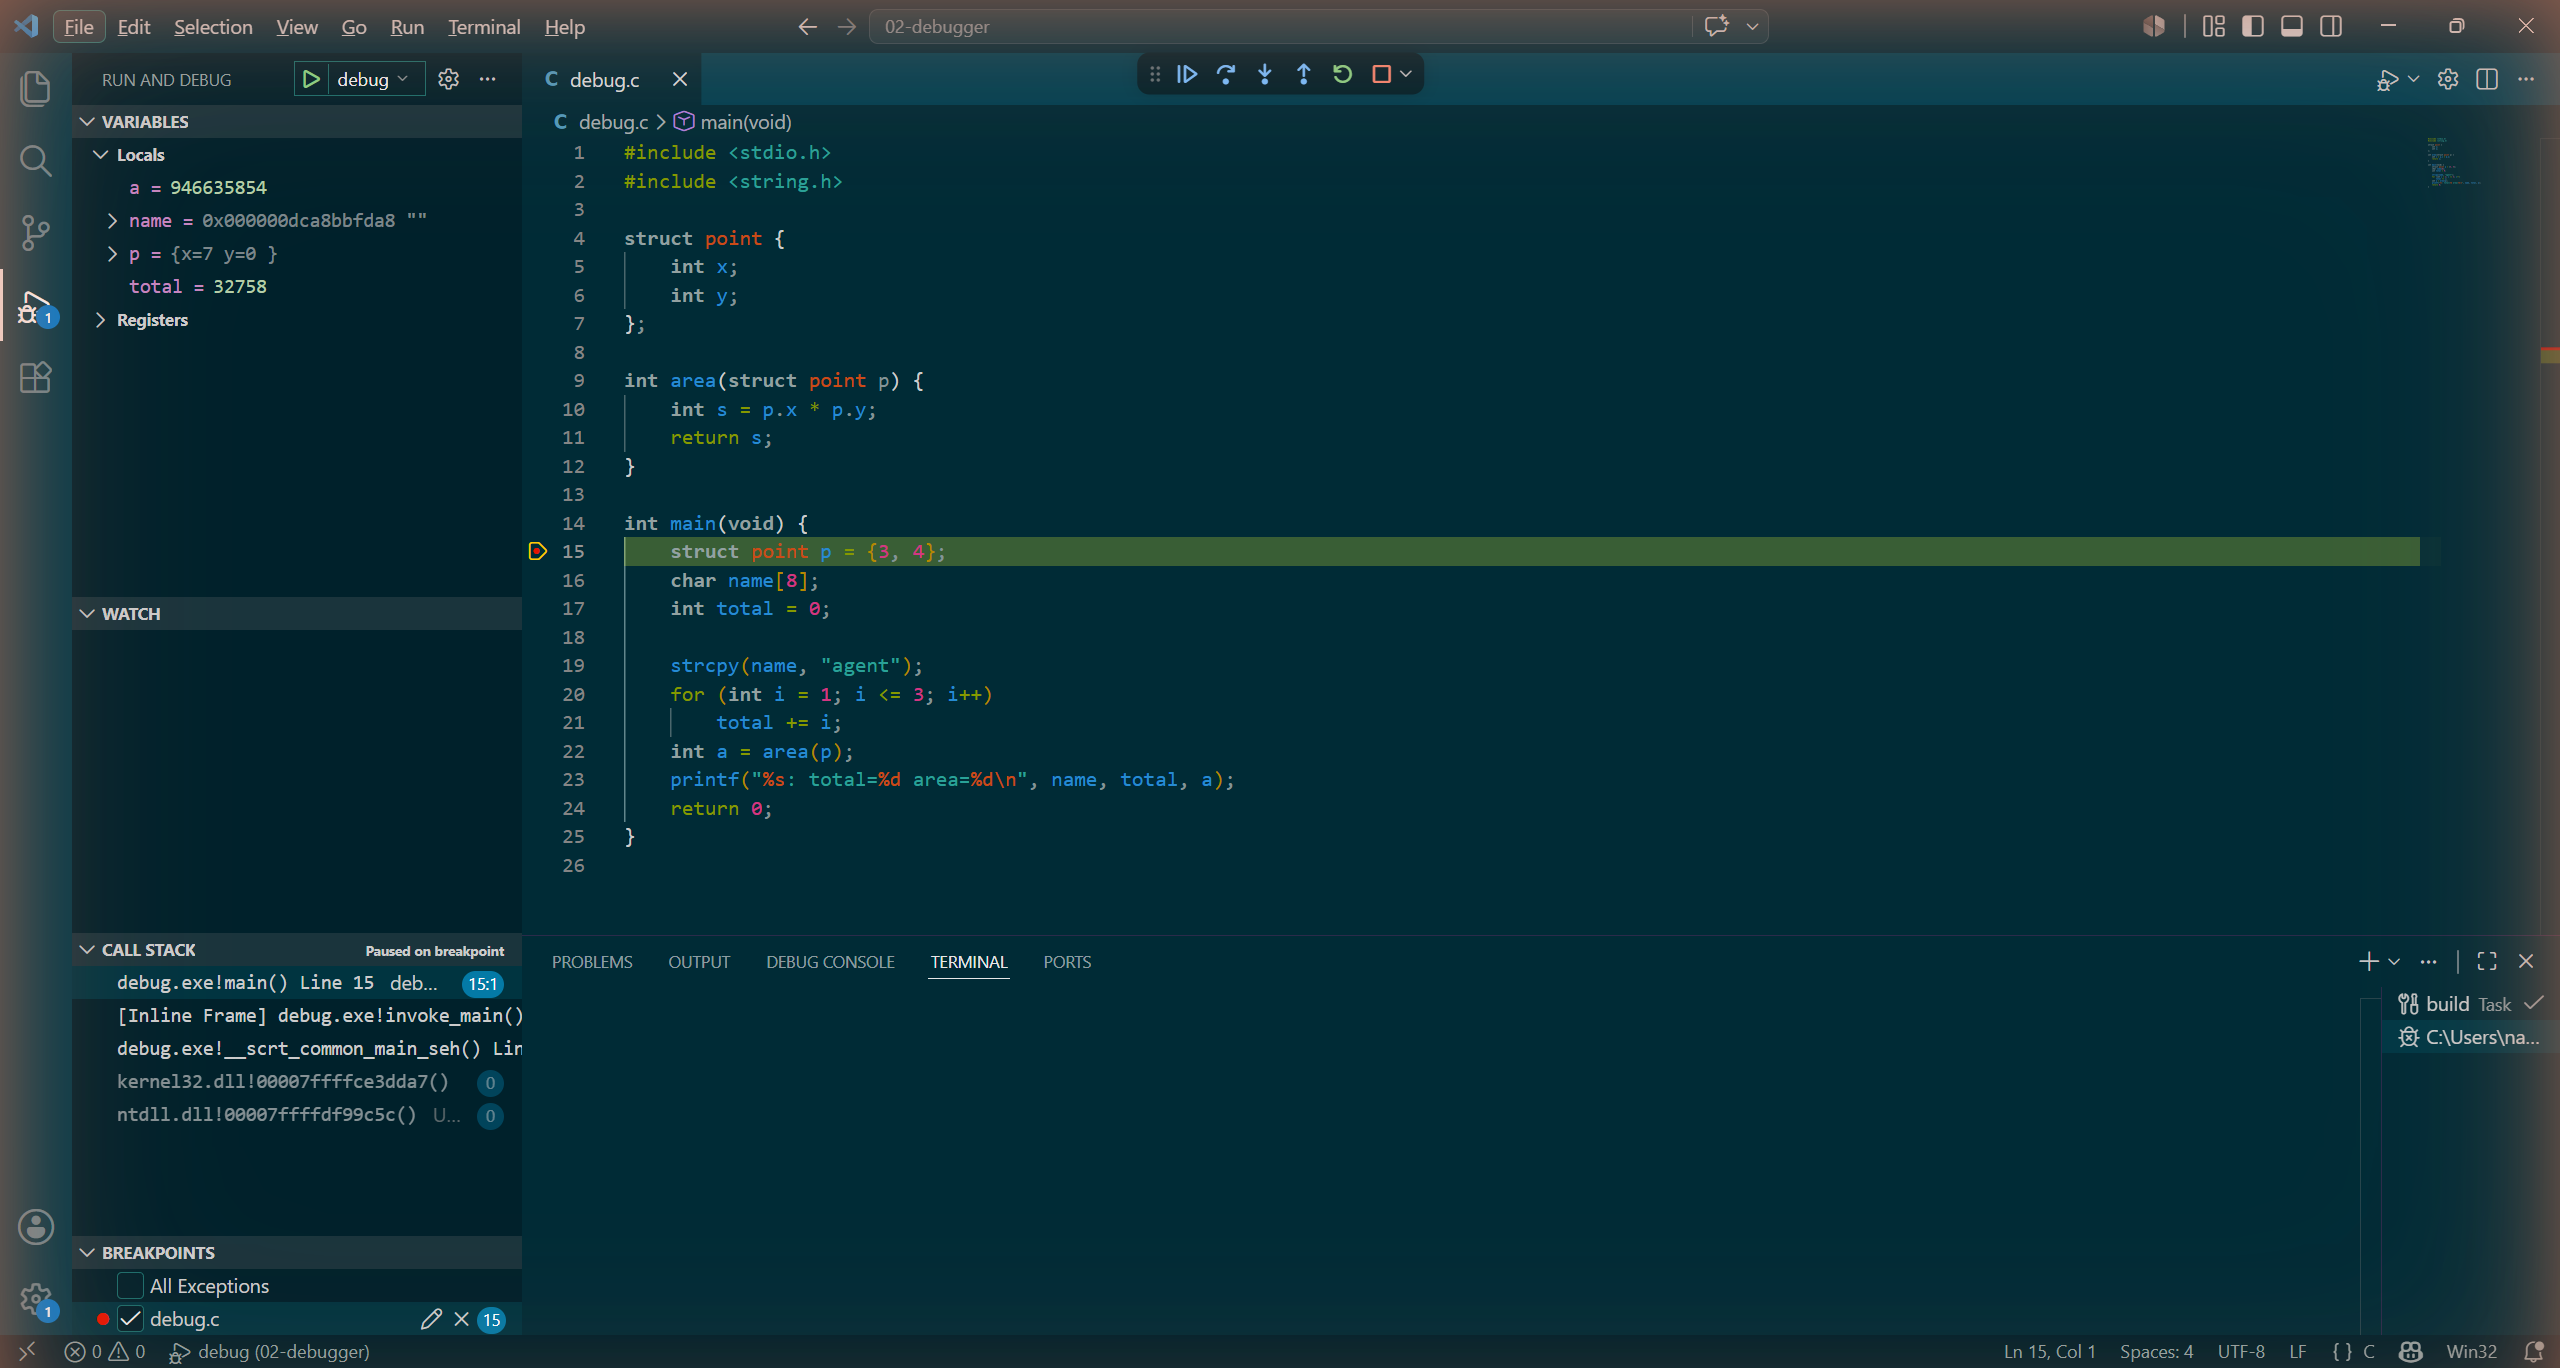 File Edit Selection View Go Run Terminal Help
02-debugger
RUN AND DEBUG
debug
debug.c
debug.c > main(void)
VARIABLES
Locals
a = 946635854
name = 0x000000dca8bbfda8 ""
p = {x=7 y=0 }
total = 32758
Registers
WATCH
CALL STACK
Paused on breakpoint
debug.exe!main() Line 15 deb... 15:1
[Inline Frame] debug.exe!invoke_main()
debug.exe!__scrt_common_main_seh() Lin
kernel32.dll!00007ffffce3dda7() 0
ntdll.dll!00007ffffdf99c5c() U... 0
BREAKPOINTS
All Exceptions
debug.c 15
1
1
1 #include <stdio.h>
2 #include <string.h>
3
4 struct point {
5     int x;
6     int y;
7 };
8
9 int area(struct point p) {
10     int s = p.x * p.y;
11     return s;
12 }
13
14 int main(void) {
15     struct point p = {3, 4};
16     char name[8];
17     int total = 0;
18
19     strcpy(name, "agent");
20     for (int i = 1; i <= 3; i++)
21         total += i;
22     int a = area(p);
23     printf("%s: total=%d area=%d\n", name, total, a);
24     return 0;
25 }
26
PROBLEMS OUTPUT DEBUG CONSOLE TERMINAL PORTS
build Task
C:\Users\na...
0 0 debug (02-debugger)
Ln 15, Col 1 Spaces: 4 UTF-8 LF {} C Win32